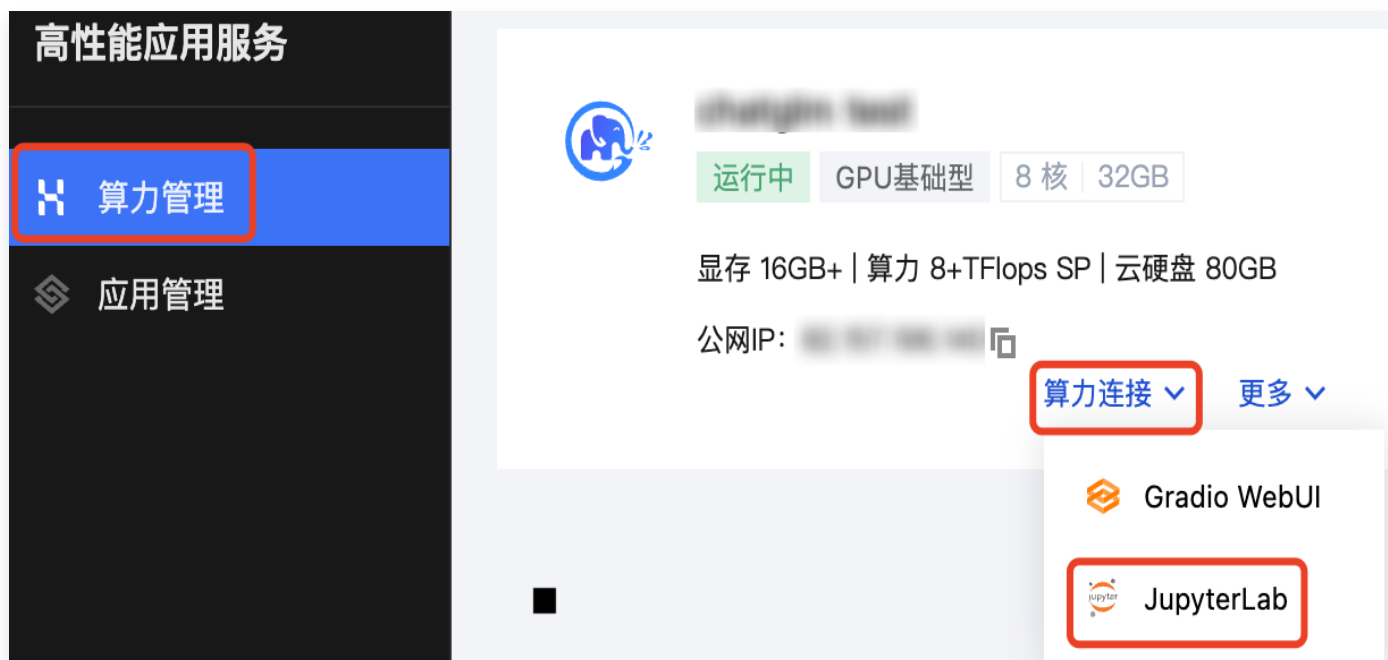 高性能应用服务
算力管理
应用管理
运行中 GPU基础型 8 核 32GB
显存 16GB+ | 算力 8+TFlops SP | 云硬盘 80GB
公网IP：
算力连接 更多
Gradio WebUI
jupyter JupyterLab